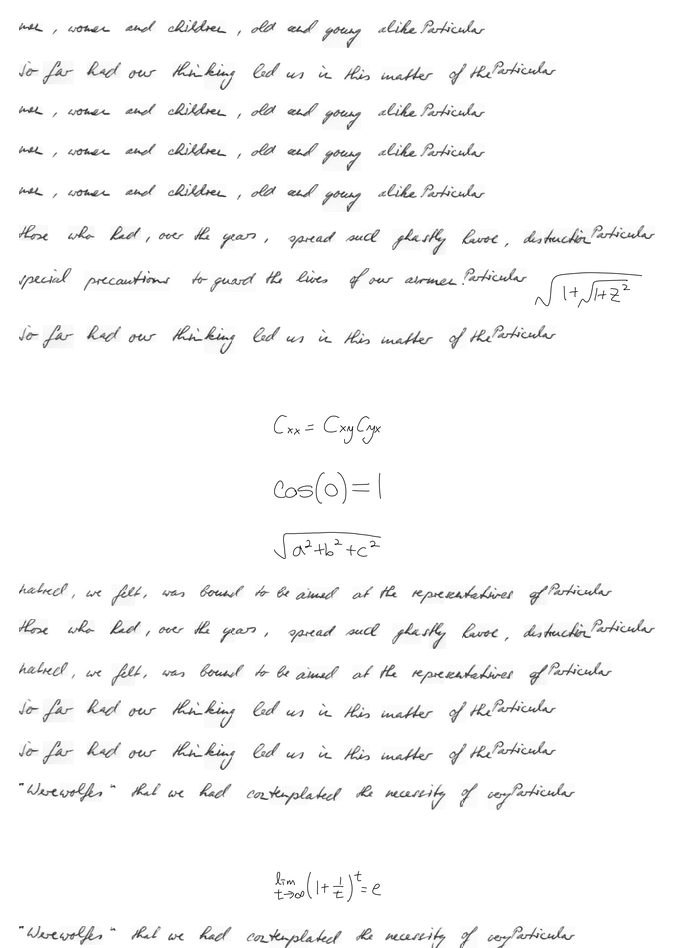 men, women and children, old and young alike Particular
So far had our thinking led us in this matter of the Particular
men, women and children, old and young alike Particular
men, women and children, old and young alike Particular
men, women and children, old and young alike Particular
those who had, over the years, spread such ghastly havoc, destruction Particular
special precautions to guard the lives of our airmen. Particular \sqrt{1+\sqrt{1+z^2}}
So far had our thinking led us in this matter of the Particular
C_{xx} = C_{xy}C_{yx}
cos(0)=1
\sqrt{a^2+b^2+c^2}
hatred, we felt, was bound to be aimed at the representatives of Particular
those who had, over the years, spread such ghastly havoc, destruction Particular
hatred, we felt, was bound to be aimed at the representatives of Particular
So far had our thinking led us in this matter of the Particular
So far had our thinking led us in this matter of the Particular
"Werewolfes" that we had contemplated the necessity of very Particular
\lim_{t→∞}(1+\frac{1}{t})^t=e
"Werewolfes" that we had contemplated the necessity of very Particular